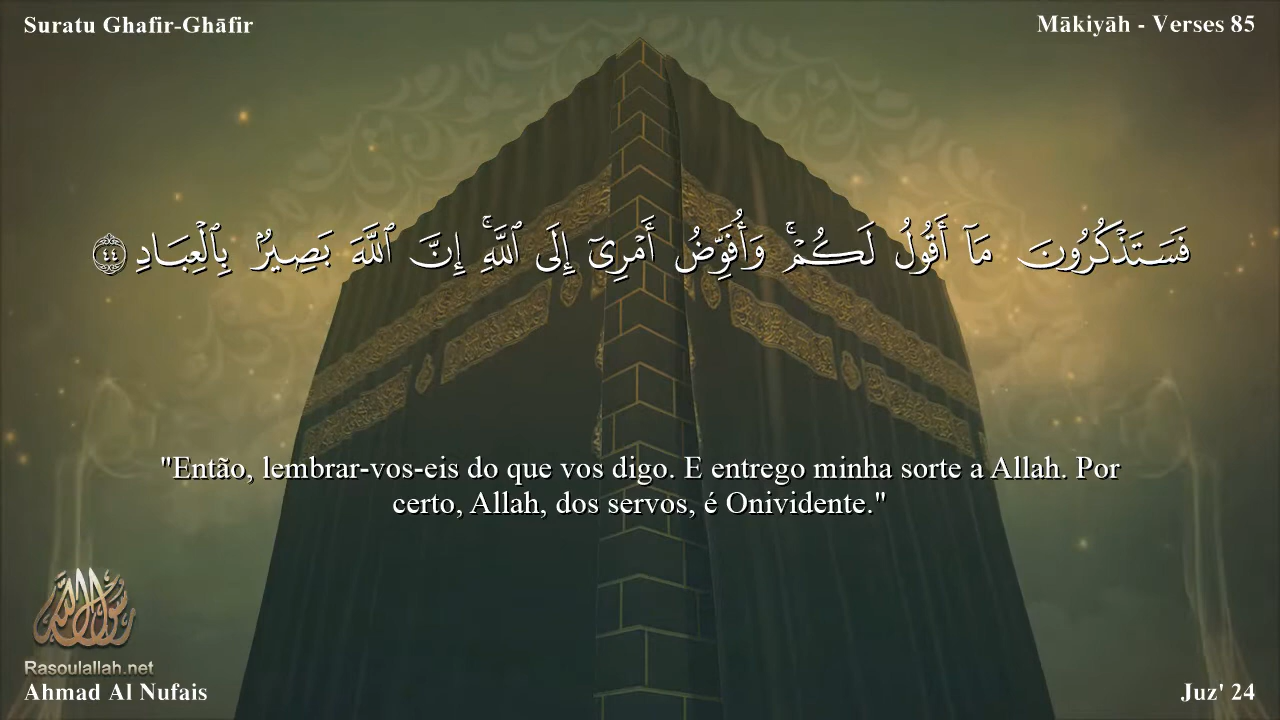 Suratu Ghafir-Ghāfir
Mākiyāh - Verses 85
فَسَتَذْكُرُونَ مَآ أَقُولُ لَكُمْ ۚ وَأُفَوِّضُ أَمْرِىٓ إِلَى ٱللَّهِ ۚ إِنَّ ٱللَّهَ بَصِيرٌۢ بِٱلْعِبَادِ ٤٤
"Então, lembrar-vos-eis do que vos digo. E entrego minha sorte a Allah. Por
certo, Allah, dos servos, é Onividente."
رسول الله
Rasoulallah.net
Ahmad Al Nufais
Juz' 24